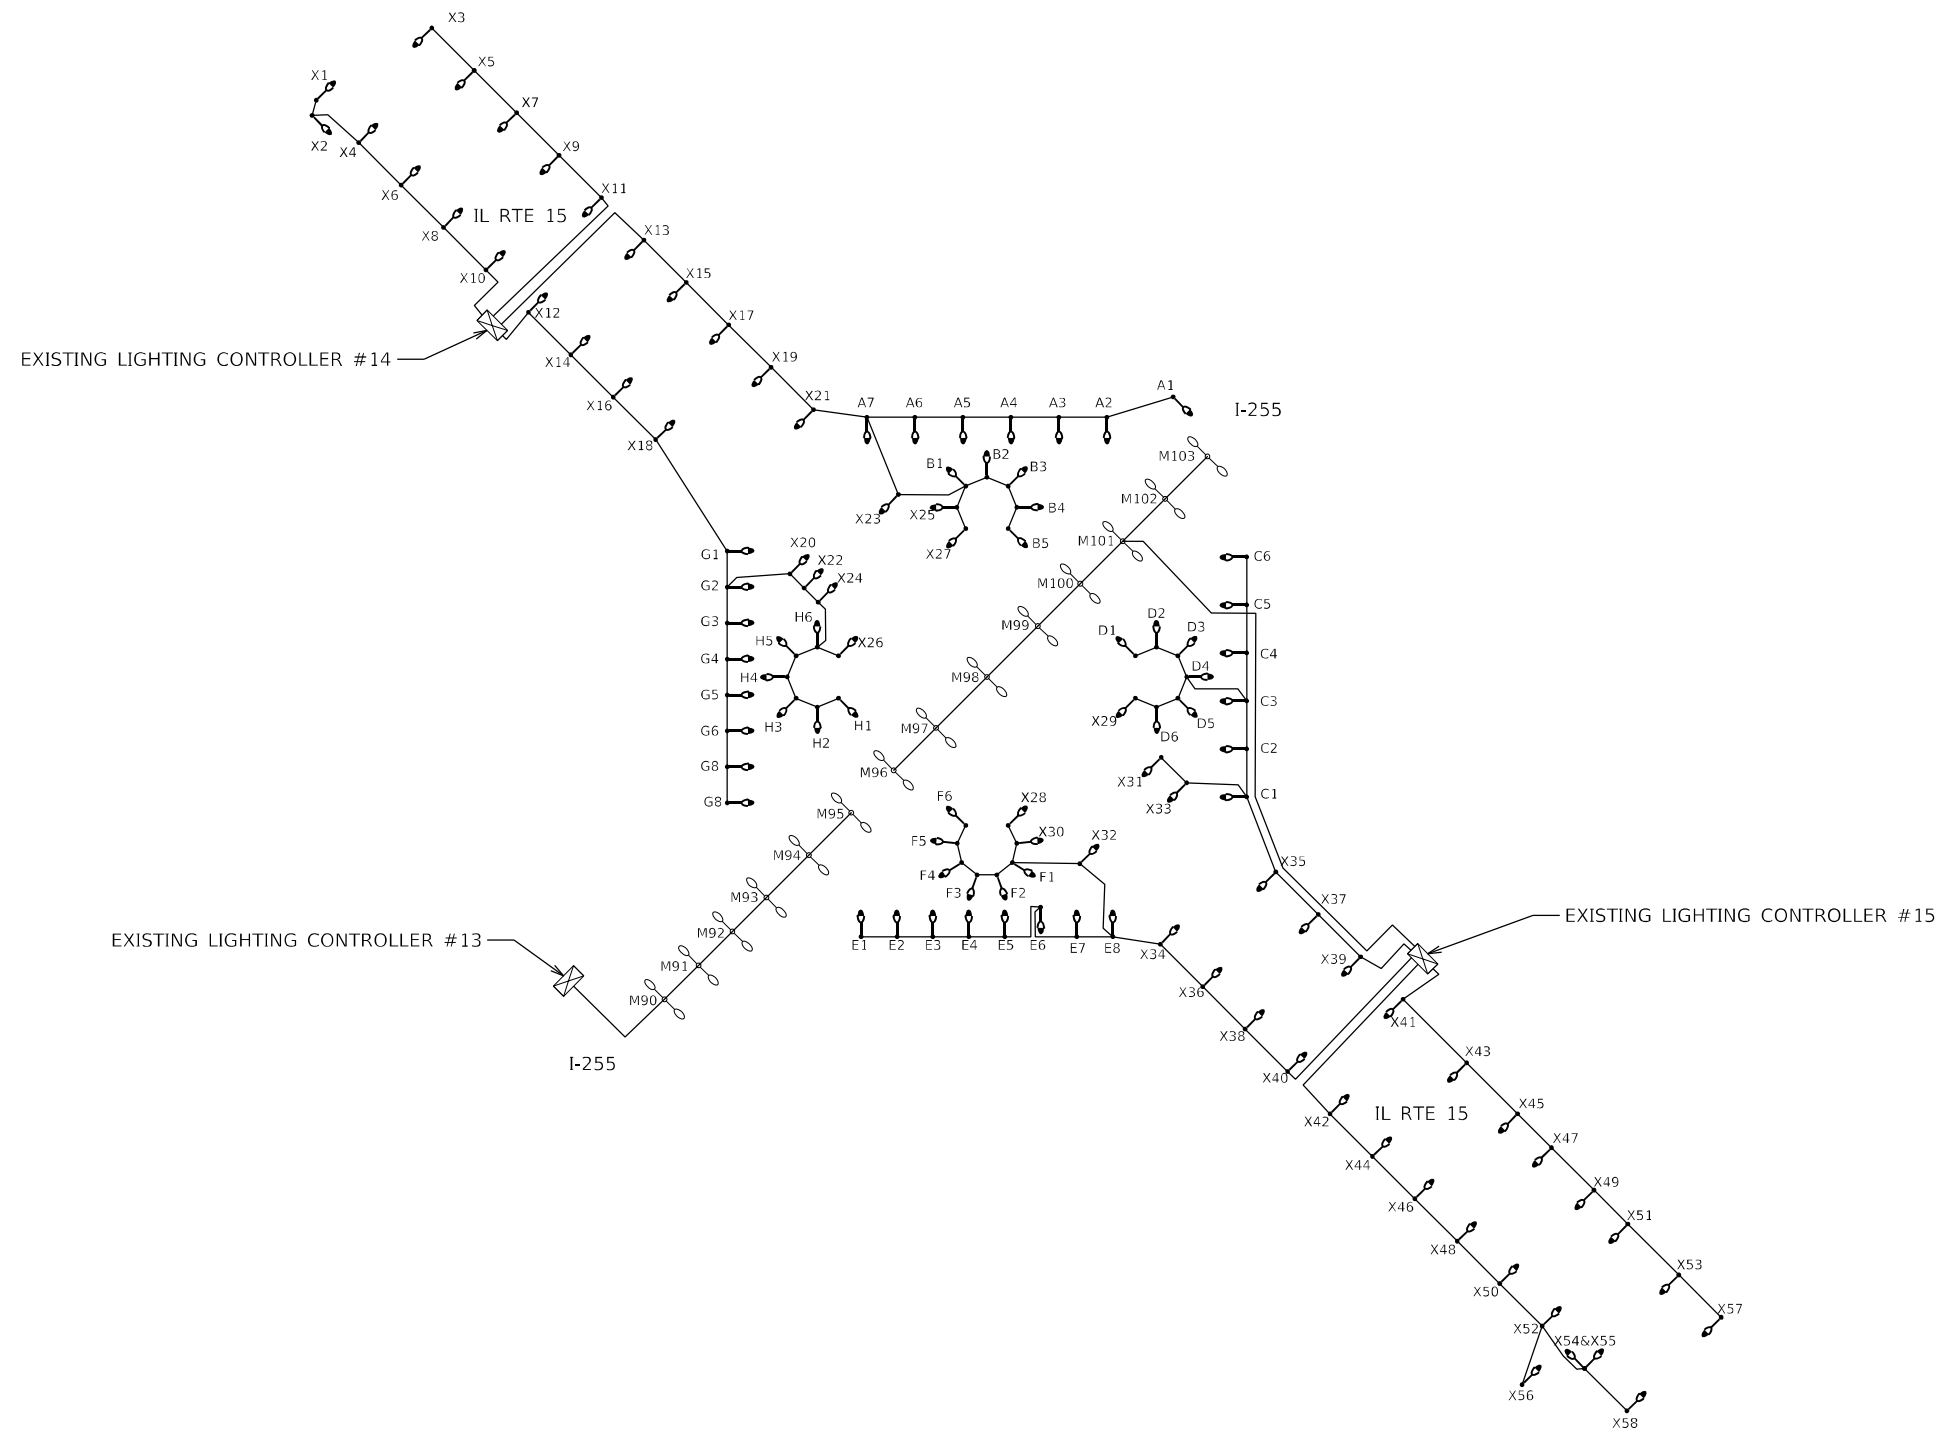 X3
X1
X5
X2
X4
X7
X9
X6
X11
IL RTE 15
X8
X13
X10
X15
X12
X17
EXISTING LIGHTING CONTROLLER #14
X14
X19
X16
X21
A7
A6
A5
A4
A3
A2
A1
I-255
X18
B1
B2
B3
M103
X23
X25
B4
M102
X27
B5
M101
G1
X20
C6
X22
G2
X24
M100
C5
G3
H6
M99
D2
D1
D3
H5
X26
G4
C4
H4
M98
D4
G5
C3
H3
H1
X29
D5
G6
H2
M97
D6
C2
G8
M96
X31
X33
C1
G8
F6
X28
M95
F5
X30
X32
M94
F4
F1
X35
M93
F3
F2
X37
EXISTING LIGHTING CONTROLLER #15
M92
EXISTING LIGHTING CONTROLLER #13
E1
E2
E3
E4
E5
E6
E7
E8
X34
X39
M91
M90
X36
X41
X38
X43
I-255
X40
X42
IL RTE 15
X45
X44
X47
X46
X49
X48
X51
X50
X53
X52
X57
X54&X55
X56
X58